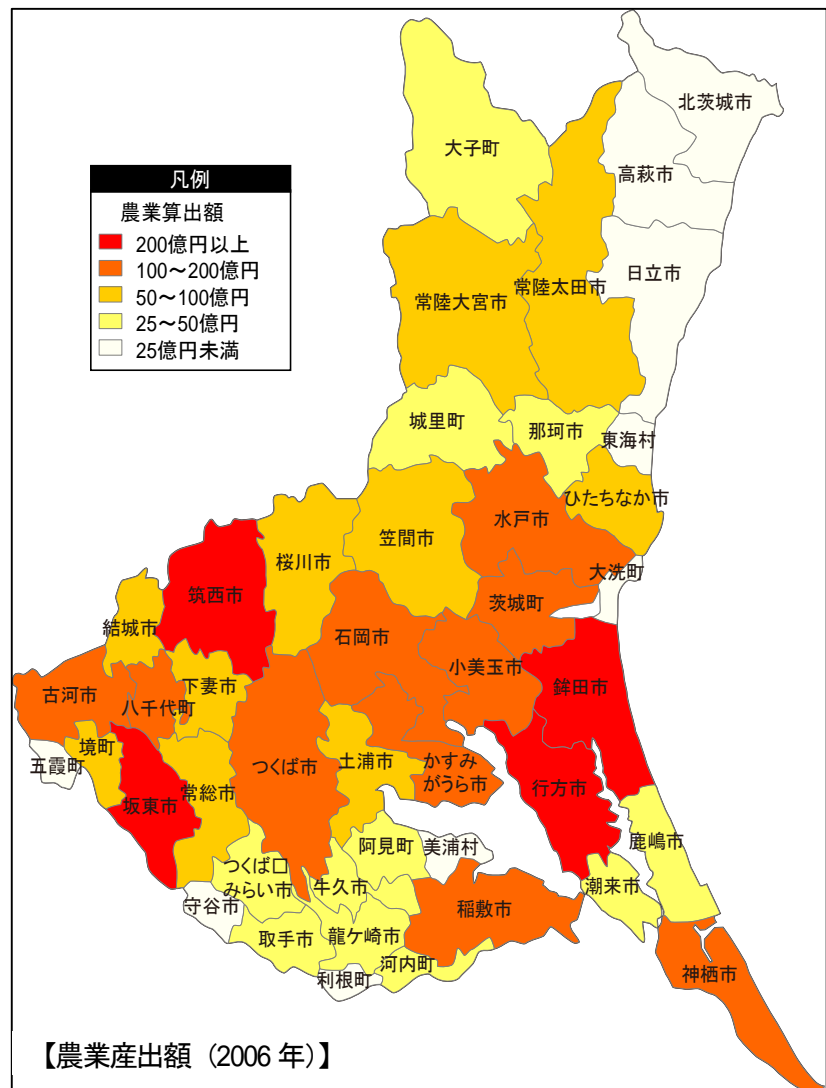 北茨城市
大子町
高萩市
凡例
農業算出額
200億円以上
100～200億円
50～100億円
25～50億円
25億円未満
日立市
常陸太田市
常陸大宮市
城里町
那珂市
東海村
ひたちなか市
水戸市
笠間市
桜川市
大洗町
筑西市
茨城町
結城市
石岡市
小美玉市
鉾田市
下妻市
古河市
八千代町
境町
五霞町
つくば市
土浦市
かすみ
がうら市
行方市
坂東市
常総市
鹿嶋市
阿見町
美浦村
つくば口
みらい市
牛久市
潮来市
守谷市
稲敷市
取手市
龍ケ崎市
河内町
利根町
神栖市
【農業産出額（2006 年）】